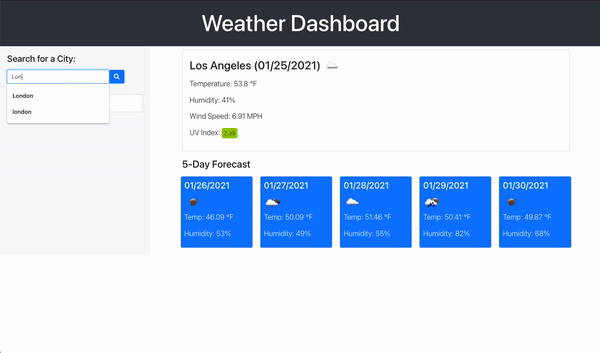 Weather Dashboard
Search for a City:
Lon
London
london
Los Angeles (01/25/2021)
Temperature: 53.8 °F
Humidity: 41%
Wind Speed: 6.91 MPH
UV Index: 2.39
5-Day Forecast
01/26/2021
Temp: 46.09 °F
Humidity: 53%
01/27/2021
Temp: 50.09 °F
Humidity: 49%
01/28/2021
Temp: 51.46 °F
Humidity: 55%
01/29/2021
Temp: 50.41 °F
Humidity: 82%
01/30/2021
Temp: 49.87 °F
Humidity: 68%